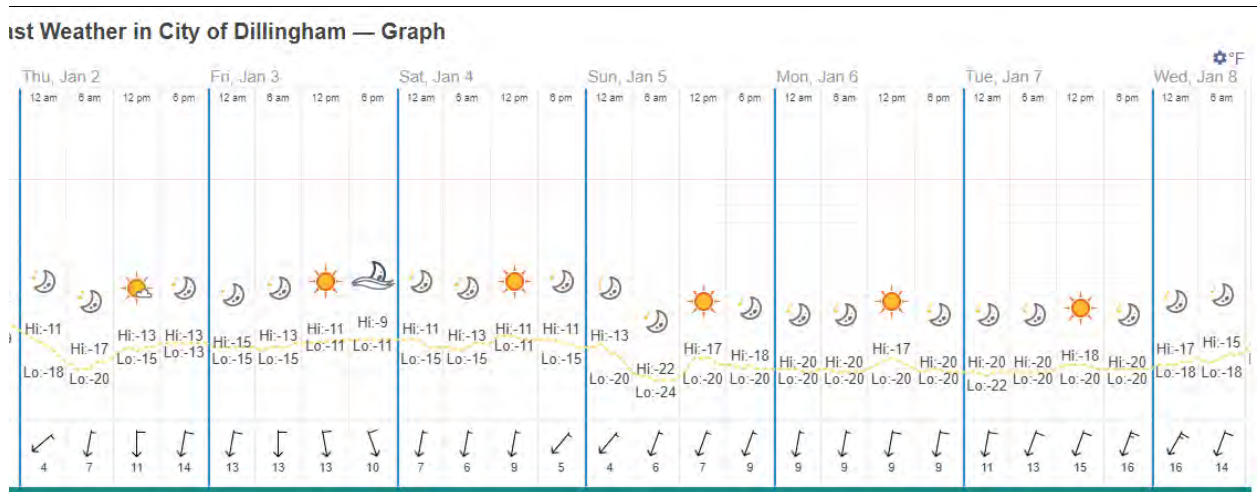 ast Weather in City of Dillingham — Graph
°F
Thu, Jan 2 Fri, Jan 3 Sat, Jan 4 Sun, Jan 5 Mon, Jan 6 Tue, Jan 7 Wed, Jan 8
12 am 6 am 12 pm 6 pm 12 am 6 am 12 pm 6 pm 12 am 6 am 12 pm 6 pm 12 am 6 am 12 pm 6 pm 12 am 6 am 12 pm 6 pm 12 am 6 am 12 pm 6 pm 12 am 6 am
Hi:-11 Hi:-17 Hi:-13 Hi:-13 Hi:-15 Hi:-13 Hi:-11 Hi:-9 Hi:-11 Hi:-13 Hi:-11 Hi:-11 Hi:-13 Hi:-22 Hi:-17 Hi:-18 Hi:-20 Hi:-20 Hi:-17 Hi:-20 Hi:-20 Hi:-20 Hi:-18 Hi:-20 Hi:-17 Hi:-15
Lo:-18 Lo:-20 Lo:-15 Lo:-13 Lo:-15 Lo:-15 Lo:-11 Lo:-11 Lo:-15 Lo:-15 Lo:-11 Lo:-15 Lo:-20 Lo:-24 Lo:-20 Lo:-20 Lo:-20 Lo:-20 Lo:-20 Lo:-20 Lo:-22 Lo:-20 Lo:-20 Lo:-20 Lo:-18 Lo:-18
4 7 11 14 13 13 13 10 7 6 9 5 4 6 7 9 9 9 9 9 11 13 15 16 16 14